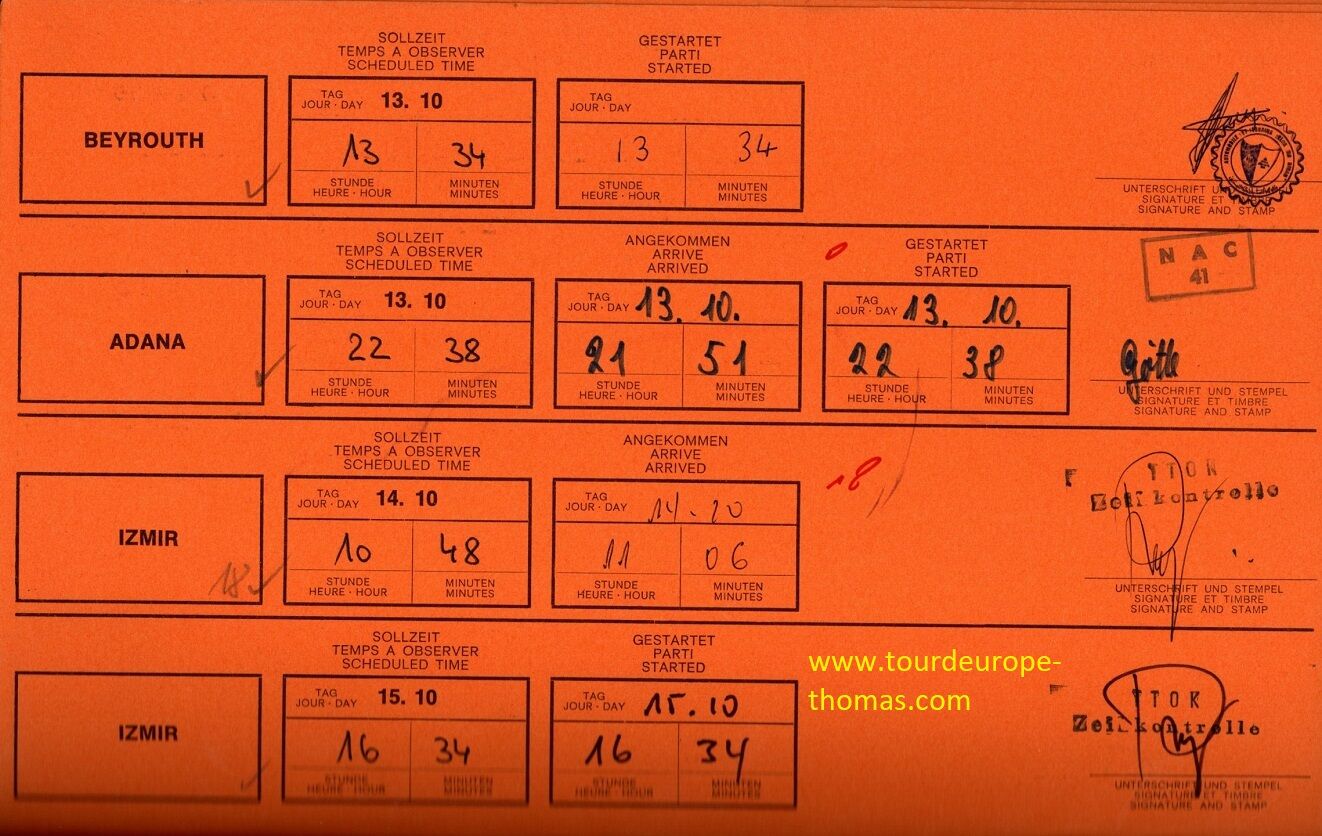 SOLLZEIT
TEMPS A OBSERVER
SCHEDULED TIME
GESTARTET
PARTI
STARTED
BEYROUTH
TAG
JOUR · DAY 13. 10
13 34
STUNDE MINUTEN
HEURE · HOUR MINUTES
TAG
JOUR · DAY
13 34
STUNDE MINUTEN
HEURE · HOUR MINUTES
UNTERSCHRIFT
SIGNATURE ET TIMBRE
SIGNATURE AND STAMP
SOLLZEIT
TEMPS A OBSERVER
SCHEDULED TIME
ANGEKOMMEN
ARRIVE
ARRIVED
0
GESTARTET
PARTI
STARTED
N A C
41
ADANA
TAG
JOUR · DAY 13. 10
22 38
STUNDE MINUTEN
HEURE · HOUR MINUTES
TAG
JOUR · DAY 13. 10.
21 51
STUNDE MINUTEN
HEURE · HOUR MINUTES
TAG
JOUR · DAY 13. 10.
22 38
STUNDE MINUTEN
HEURE · HOUR MINUTES
UNTERSCHRIFT UND STEMPEL
SIGNATURE ET TIMBRE
SIGNATURE AND STAMP
SOLLZEIT
TEMPS A OBSERVER
SCHEDULED TIME
ANGEKOMMEN
ARRIVE
ARRIVED
18
TTOK
Zeitkontrolle
IZMIR
18
TAG
JOUR · DAY 14. 10
10 48
STUNDE MINUTEN
HEURE · HOUR MINUTES
TAG
JOUR · DAY 14. 20
11 06
STUNDE MINUTEN
HEURE · HOUR MINUTES
UNTERSCHRIFT UND STEMPEL
SIGNATURE ET TIMBRE
SIGNATURE AND STAMP
SOLLZEIT
TEMPS A OBSERVER
SCHEDULED TIME
GESTARTET
PARTI
STARTED
www.tourdeurope-
thomas.com
TTOK
Zeitkontrolle
IZMIR
TAG
JOUR · DAY 15. 10
16 34
STUNDE MINUTEN
HEURE · HOUR MINUTES
TAG
JOUR · DAY 15. 10
16 34
STUNDE MINUTEN
HEURE · HOUR MINUTES
UNTERSCHRIFT UND STEMPEL
SIGNATURE ET TIMBRE
SIGNATURE AND STAMP